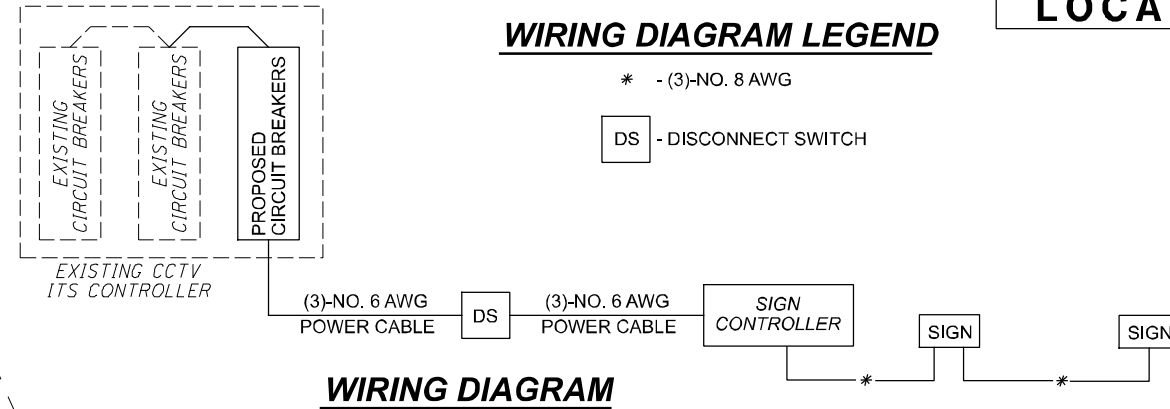 LOCA
WIRING DIAGRAM LEGEND
* - (3)-NO. 8 AWG
DS - DISCONNECT SWITCH
EXISTING
CIRCUIT BREAKERS
EXISTING
CIRCUIT BREAKERS
PROPOSED
CIRCUIT BREAKERS
EXISTING CCTV
ITS CONTROLLER
(3)-NO. 6 AWG
POWER CABLE
DS
(3)-NO. 6 AWG
POWER CABLE
SIGN
CONTROLLER
SIGN
SIGN
*
*
WIRING DIAGRAM